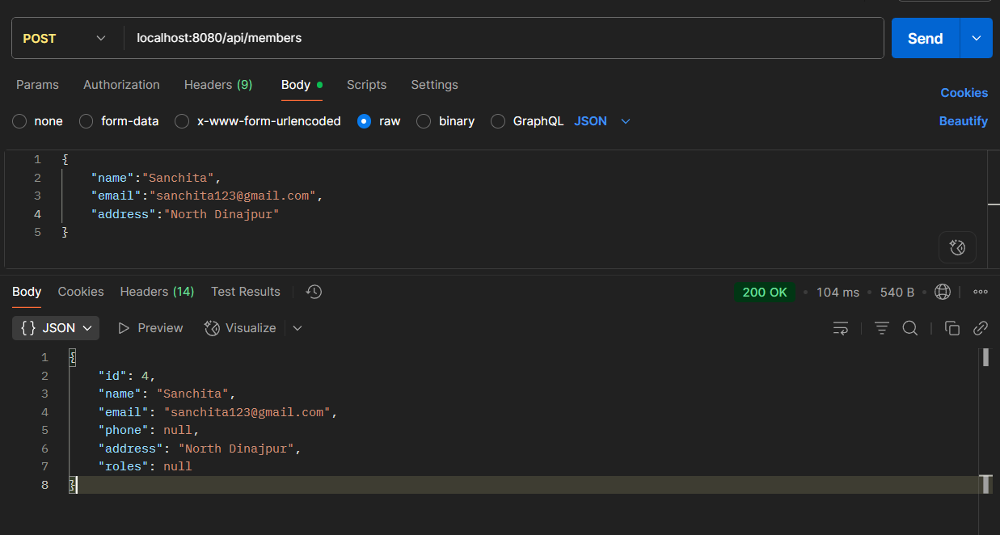 POST localhost:8080/api/members Send
Params Authorization Headers (9) Body Scripts Settings Cookies
none form-data x-www-form-urlencoded raw binary GraphQL JSON Beautify
1 {
2 "name":"Sanchita",
3 "email":"sanchita123@gmail.com",
4 "address":"North Dinajpur"
5 }
Body Cookies Headers (14) Test Results 200 OK 104 ms 540 B
{} JSON Preview Visualize
1 {
2 "id": 4,
3 "name": "Sanchita",
4 "email": "sanchita123@gmail.com",
5 "phone": null,
6 "address": "North Dinajpur",
7 "roles": null
8 }